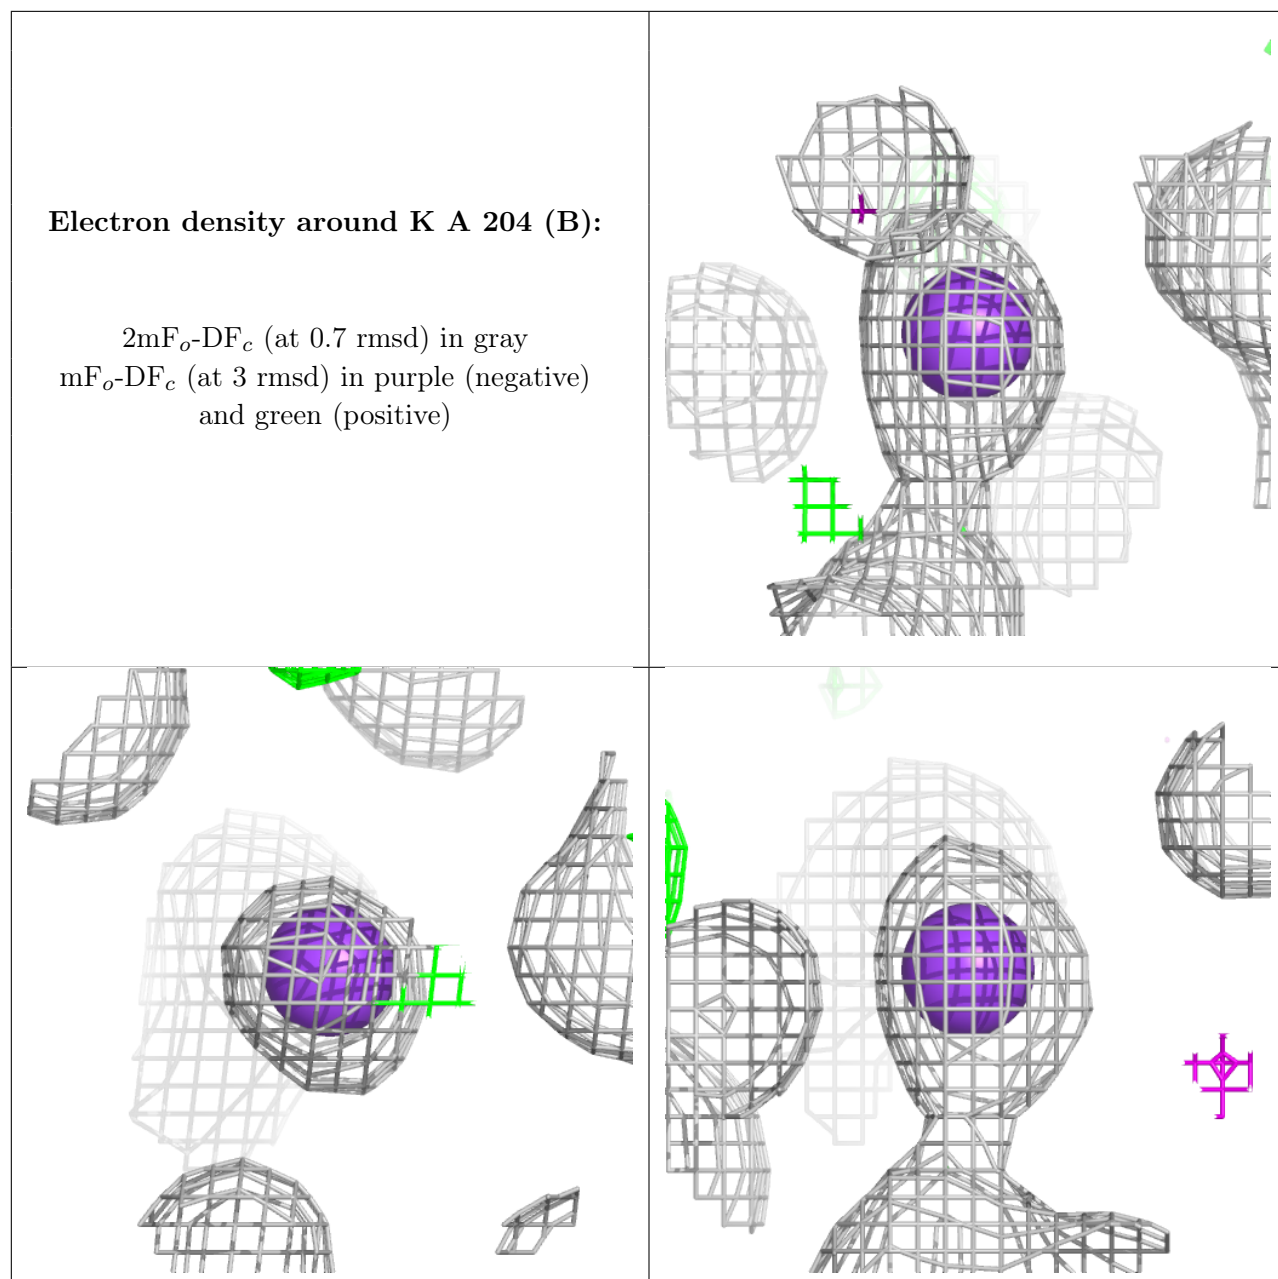 Electron density around K A 204 (B):
2mFo-DFc (at 0.7 rmsd) in gray
mFo-DFc (at 3 rmsd) in purple (negative)
and green (positive)